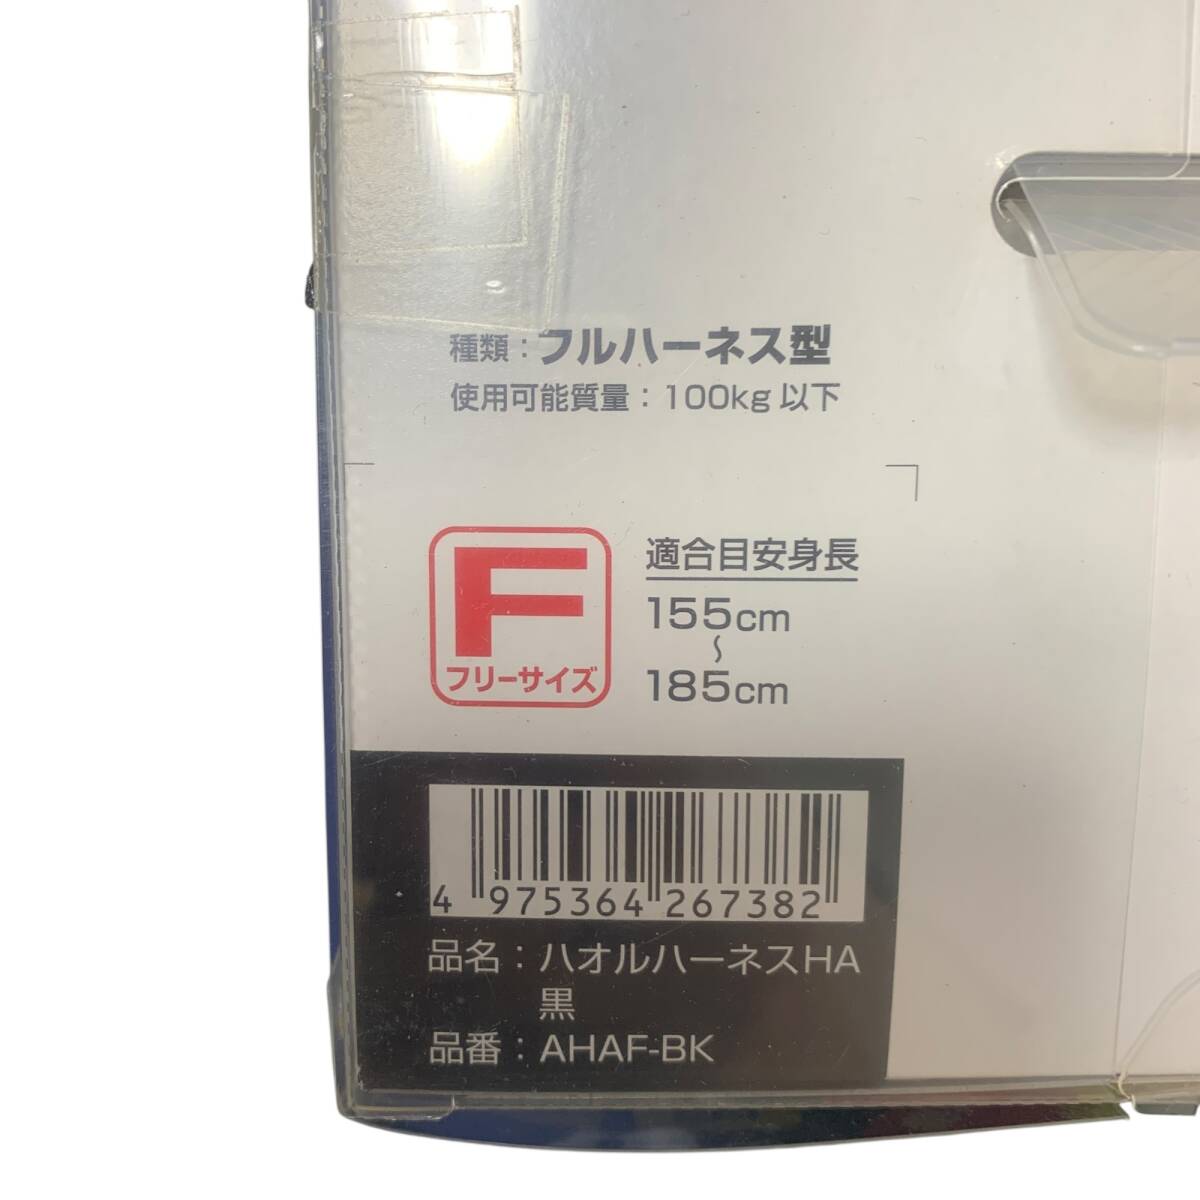 種類：フルハーネス型
使用可能質量：100kg 以下
F
フリーサイズ
適合目安身長
155cm
〜
185cm
4 975364 267382
品名：ハオルハーネスHA
黒
品番：AHAF-BK